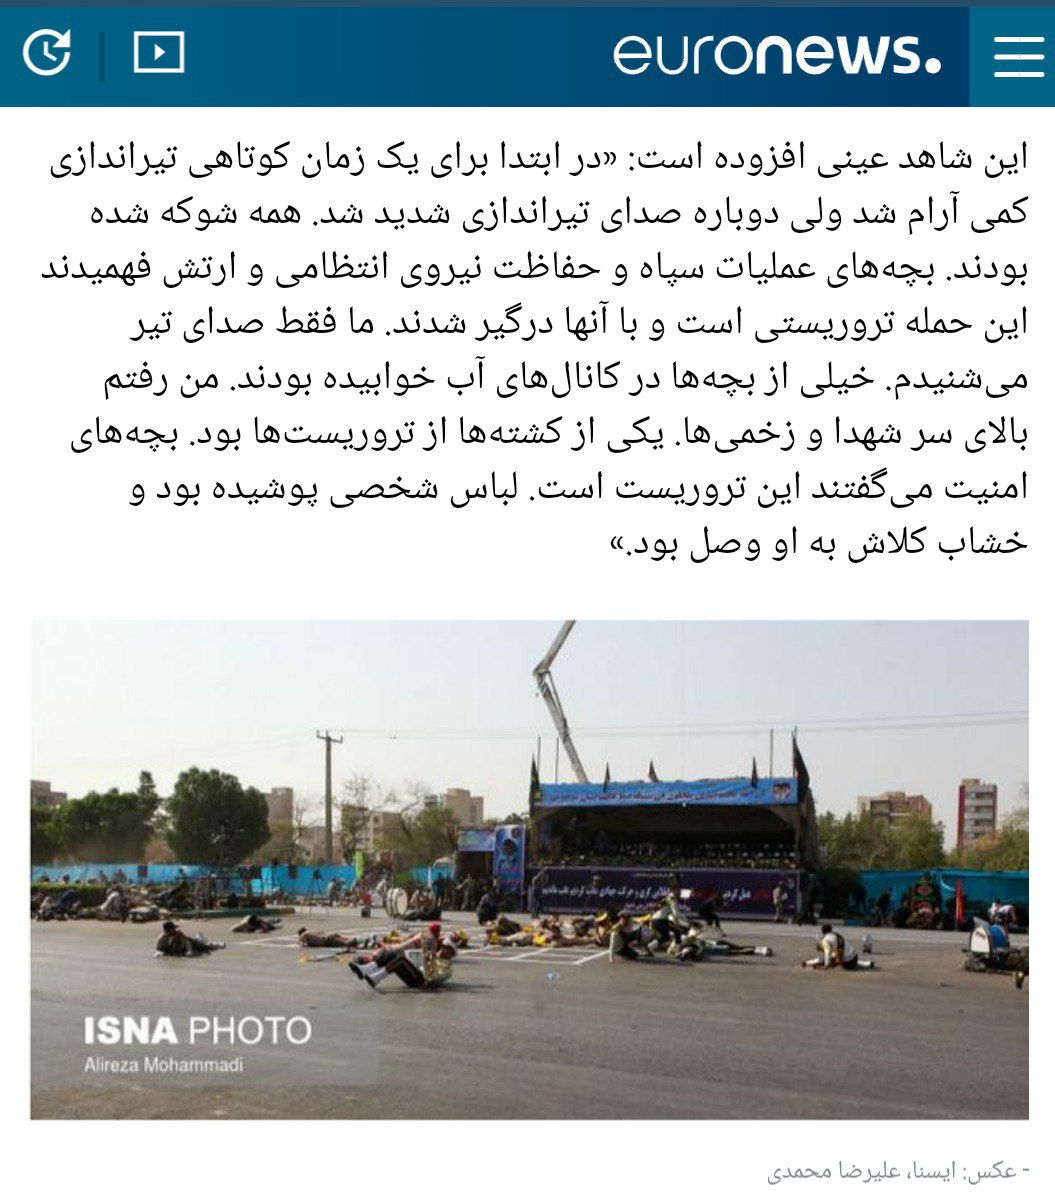 euronews.
این شاهد عینی افزوده است: «در ابتدا برای یک زمان کوتاهی تیراندازی
کمی آرام شد ولی دوباره صدای تیراندازی شدید شد. همه شوکه شده
بودند. بچه‌های عملیات سپاه و حفاظت نیروی انتظامی و ارتش فهمیدند
این حمله تروریستی است و با آنها درگیر شدند. ما فقط صدای تیر
می‌شنیدم. خیلی از بچه‌ها در کانال‌های آب خوابیده بودند. من رفتم
بالای سر شهدا و زخمی‌ها. یکی از کشته‌ها از تروریست‌ها بود. بچه‌های
امنیت می‌گفتند این تروریست است. لباس شخصی پوشیده بود و
خشاب کلاش به او وصل بود.»
ISNA PHOTO
Alireza Mohammadi
- عکس: ایسنا، علیرضا محمدی